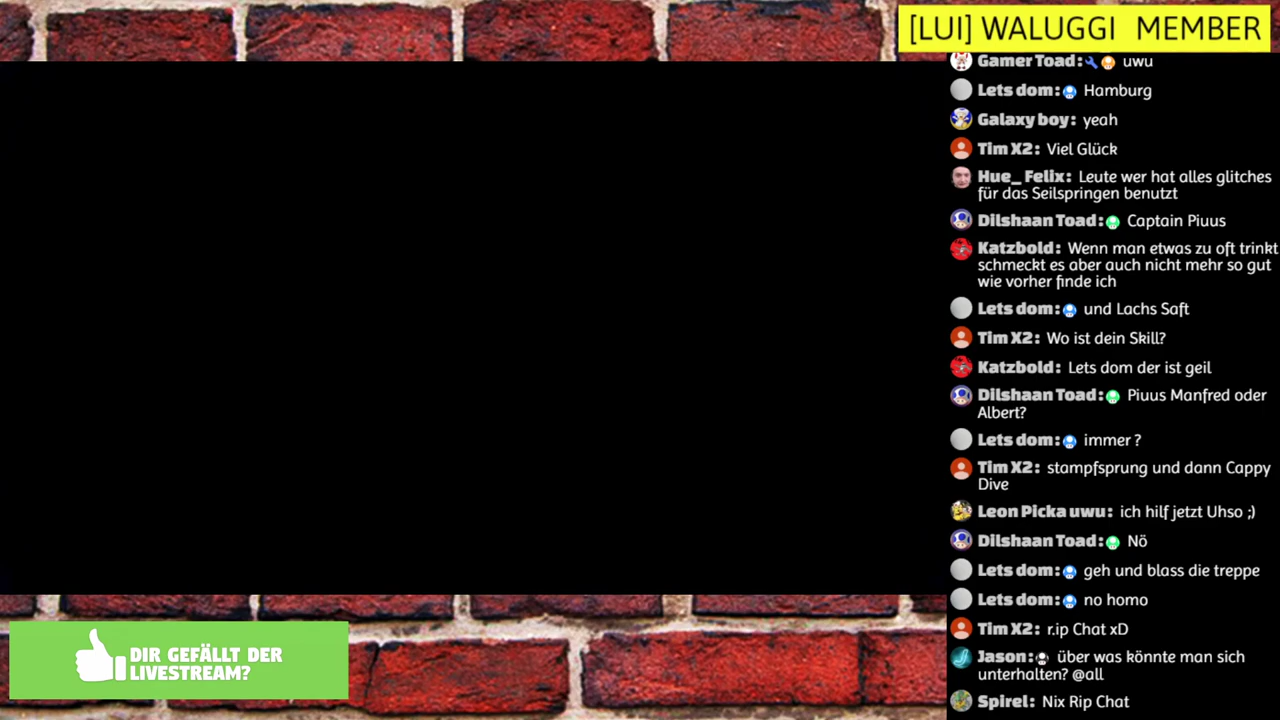 [LUI] WALUGGI MEMBER
Gamer Toad: uwu
Lets dom: Hamburg
Galaxy boy: yeah
Tim X2: Viel Glück
Hue_ Felix: Leute wer hat alles glitches
für das Seilspringen benutzt
Dilshaan Toad: Captain Piuus
Katzbold: Wenn man etwas zu oft trinkt
schmeckt es aber auch nicht mehr so gut
wie vorher finde ich
Lets dom: und Lachs Saft
Tim X2: Wo ist dein Skill?
Katzbold: Lets dom der ist geil
Dilshaan Toad: Piuus Manfred oder
Albert?
Lets dom: immer ?
Tim X2: stampfsprung und dann Cappy
Dive
Leon Picka uwu: ich hilf jetzt Uhso ;)
Dilshaan Toad: Nö
Lets dom: geh und blass die treppe
Lets dom: no homo
Tim X2: r.ip Chat xD
Jason: über was könnte man sich
unterhalten? @all
Spirel: Nix Rip Chat
DIR GEFÄLLT DER
LIVESTREAM?